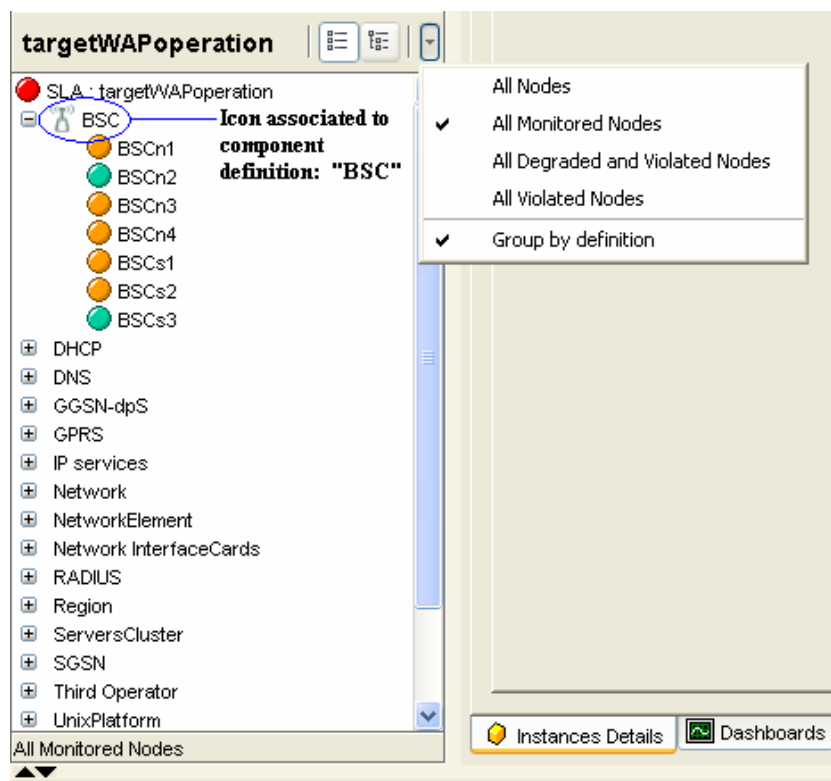 targetWAPoperation
SLA : targetWAPoperation
BSC
Icon associated to
component
definition: "BSC"
BSCn1
BSCn2
BSCn3
BSCn4
BSCs1
BSCs2
BSCs3
DHCP
DNS
GGSN-dpS
GPRS
IP services
Network
NetworkElement
Network InterfaceCards
RADIUS
Region
ServersCluster
SGSN
Third Operator
UnixPlatform
All Monitored Nodes
All Nodes
All Monitored Nodes
All Degraded and Violated Nodes
All Violated Nodes
Group by definition
Instances Details
Dashboards